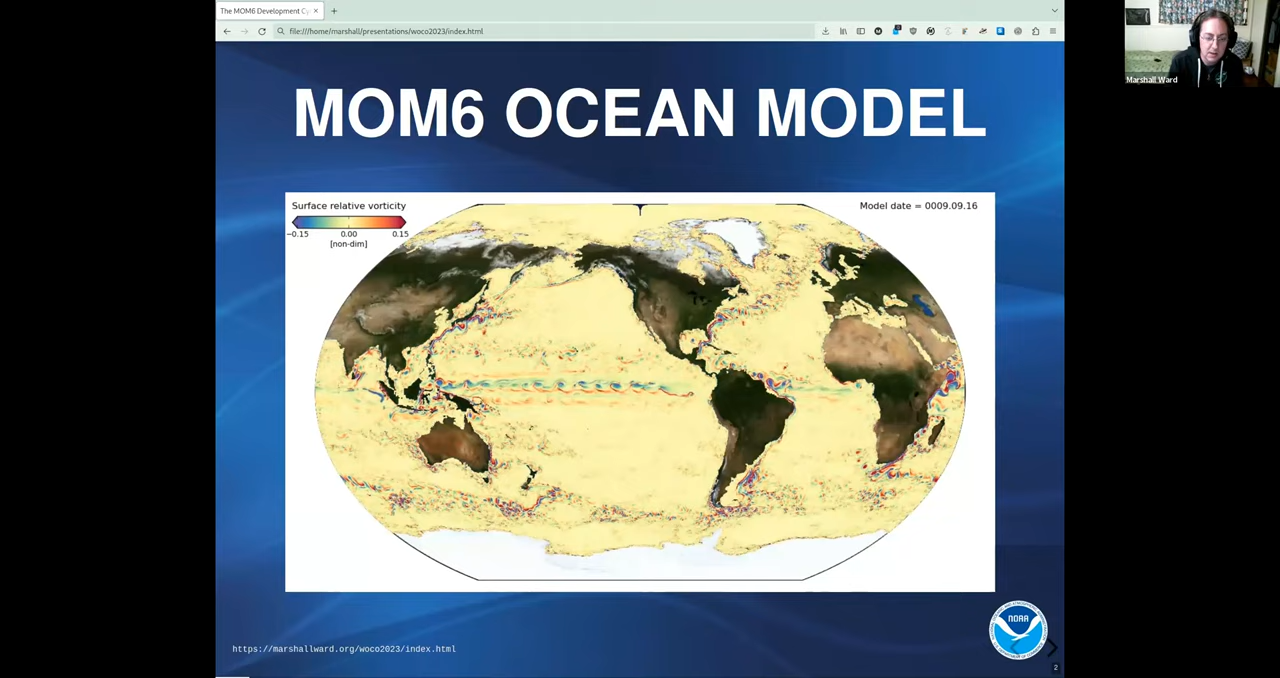 The MOM6 Development Cy
file:///home/marshall/presentations/woco2023/index.html
Marshall Ward
MOM6 OCEAN MODEL
Surface relative vorticity
Model date = 0009.09.16
−0.15 0.00 0.15
[non-dim]
NOAA
https://marshallward.org/woco2023/index.html
2